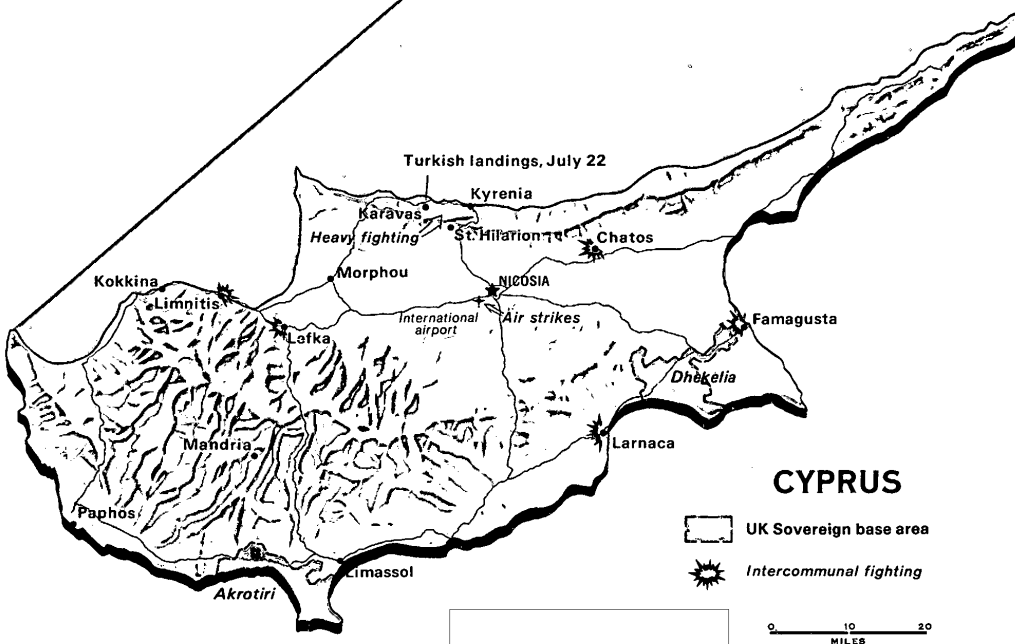 Turkish landings, July 22
Kyrenia
Karavas
Heavy fighting
St. Hilarion
Chatos
Morphou
Kokkina
NICOSIA
Limnitis
International
airport
Air strikes
Famagusta
Lefka
Dhekelia
Mandria
Larnaca
CYPRUS
Paphos
UK Sovereign base area
Limassol
Intercommunal fighting
Akrotiri
0 10 20
MILES